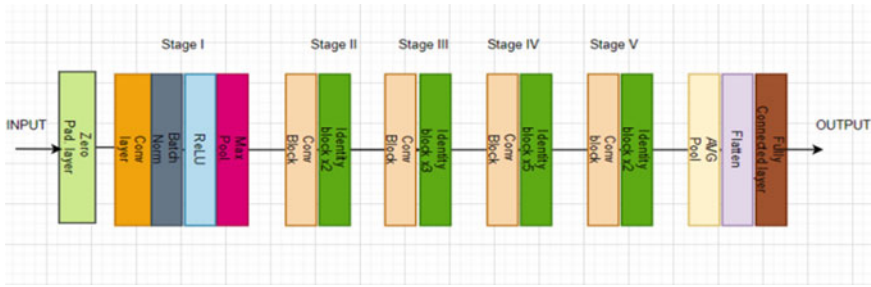 Stage I
Stage II
Stage III
Stage IV
Stage V
INPUT
Zero
Pad layer
Conv
layer
Batch
Norm
ReLU
Max
Pool
Conv
Block
Identity
block x2
Conv
Block
Identity
block x3
Conv
Block
Identity
block x5
Conv
block
Identity
block x2
AVG
Pool
Flatten
Fully
Connected layer
OUTPUT